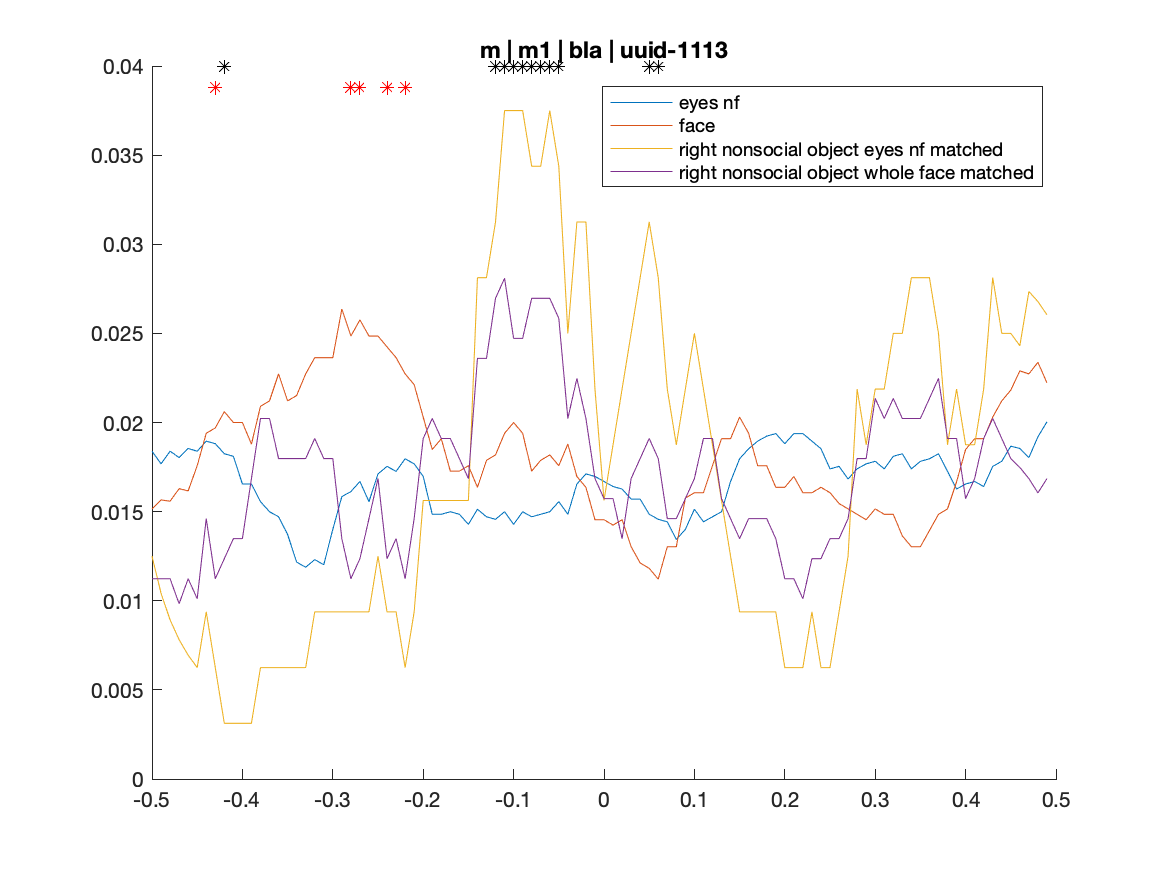 m | m1 | bla | uuid-1113
0.04
0.035
0.03
0.025
0.02
0.015
0.01
0.005
0
eyes nf
face
right nonsocial object eyes nf matched
right nonsocial object whole face matched
-0.5 -0.4 -0.3 -0.2 -0.1 0 0.1 0.2 0.3 0.4 0.5